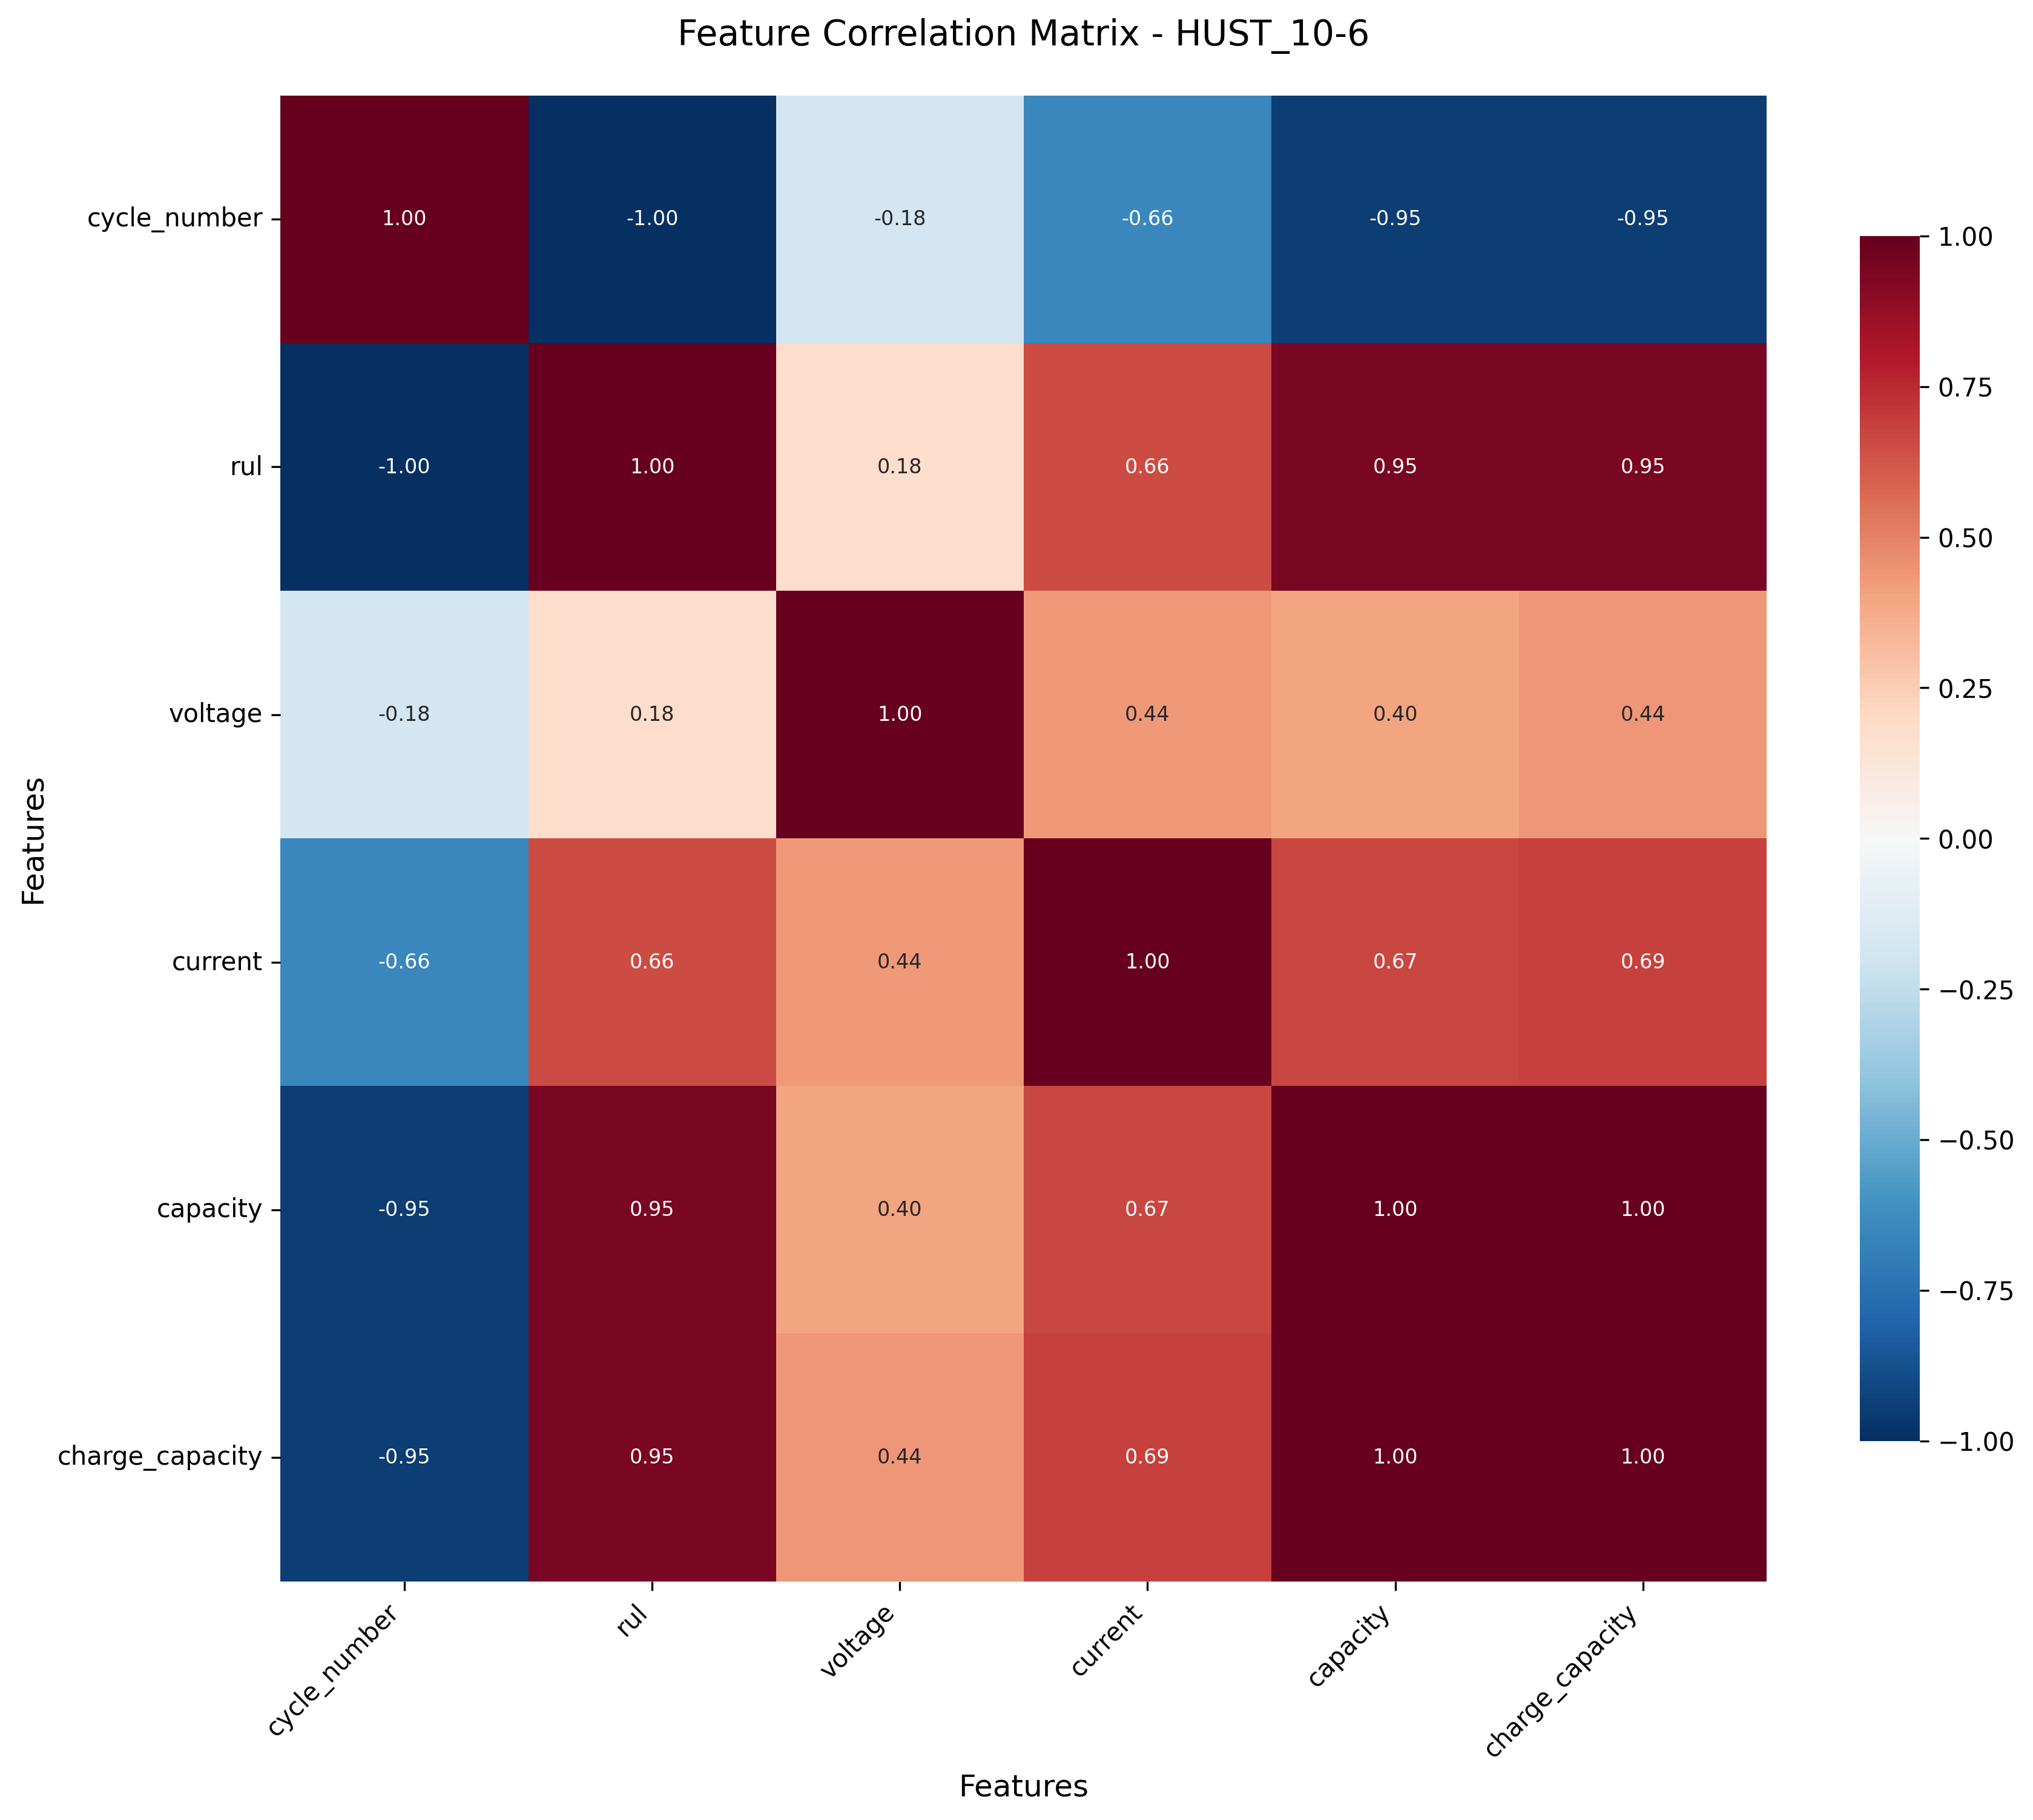 Feature Correlation Matrix - HUST_10-6
Features
cycle_number 1.00 -1.00 -0.18 -0.66 -0.95 -0.95
rul -1.00 1.00 0.18 0.66 0.95 0.95
voltage -0.18 0.18 1.00 0.44 0.40 0.44
current -0.66 0.66 0.44 1.00 0.67 0.69
capacity -0.95 0.95 0.40 0.67 1.00 1.00
charge_capacity -0.95 0.95 0.44 0.69 1.00 1.00
cycle_number rul voltage current capacity charge_capacity
Features
1.00
0.75
0.50
0.25
0.00
−0.25
−0.50
−0.75
−1.00